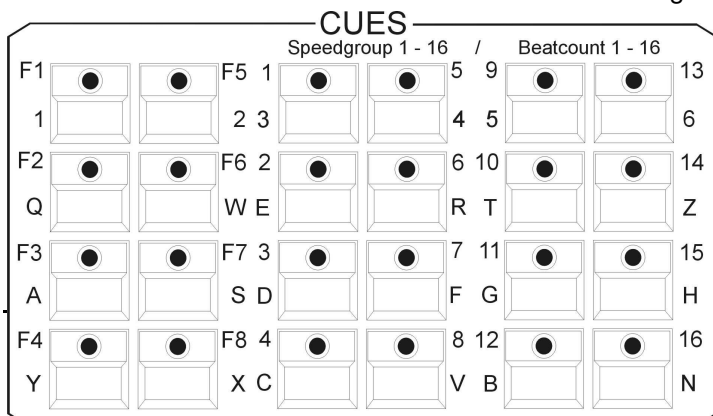 CUES
Speedgroup 1 - 16 / Beatcount 1 - 16
F1 F5 1 5 9 13
1 2 3 4 5 6
F2 F6 2 6 10 14
Q W E R T Z
F3 F7 3 7 11 15
A S D F G H
F4 F8 4 8 12 16
Y X C V B N